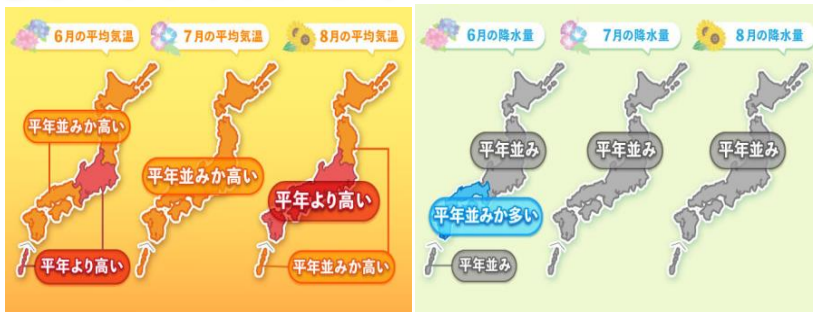 6月の平均気温
7月の平均気温
8月の平均気温
平年並みか高い
平年より高い
平年並みか高い
平年より高い
平年並みか高い
6月の降水量
7月の降水量
8月の降水量
平年並み
平年並みか多い
平年並み
平年並み
平年並み